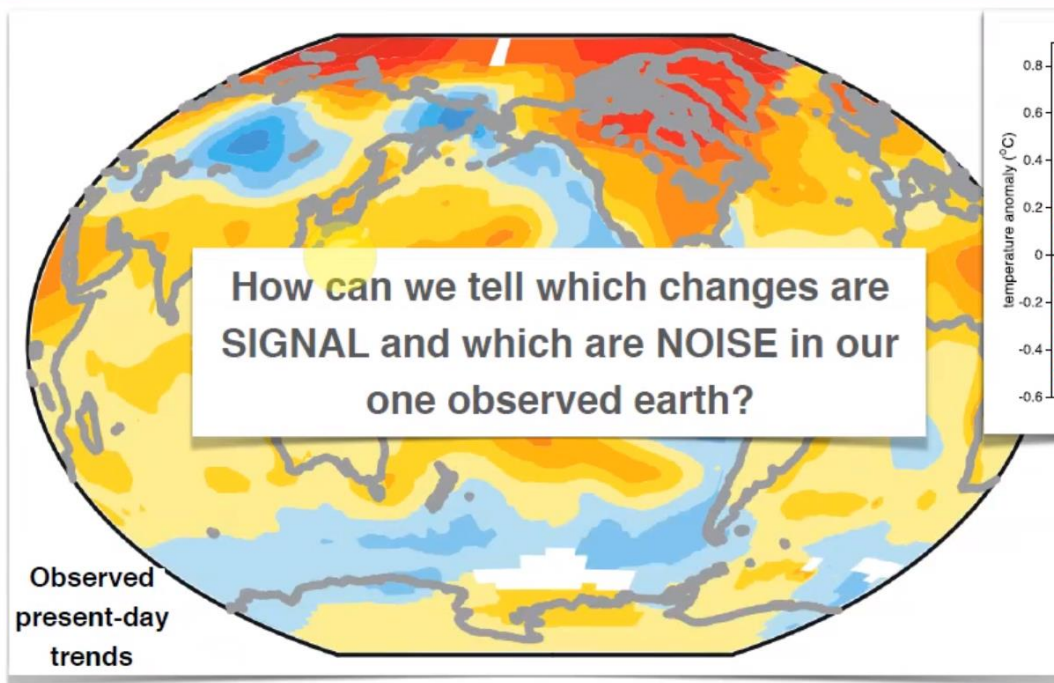 How can we tell which changes are
SIGNAL and which are NOISE in our
one observed earth?
Observed
present-day
trends
temperature anomaly (°C)
0.8
0.6
0.4
0.2
0
-0.2
-0.4
-0.6